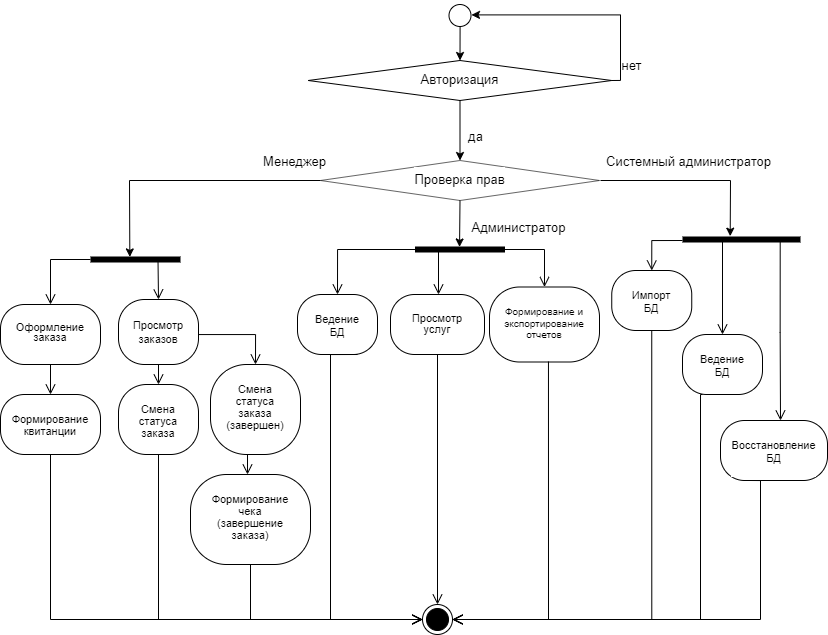 Авторизация
нет
да
Менеджер
Системный администратор
Проверка прав
Администратор
Оформление
заказа
Просмотр
заказов
Ведение
БД
Просмотр
услуг
Формирование и
экспортирование
отчетов
Импорт
БД
Ведение
БД
Формирование
квитанции
Смена
статуса
заказа
Смена
статуса
заказа
(завершен)
Восстановление
БД
Формирование
чека
(завершение
заказа)